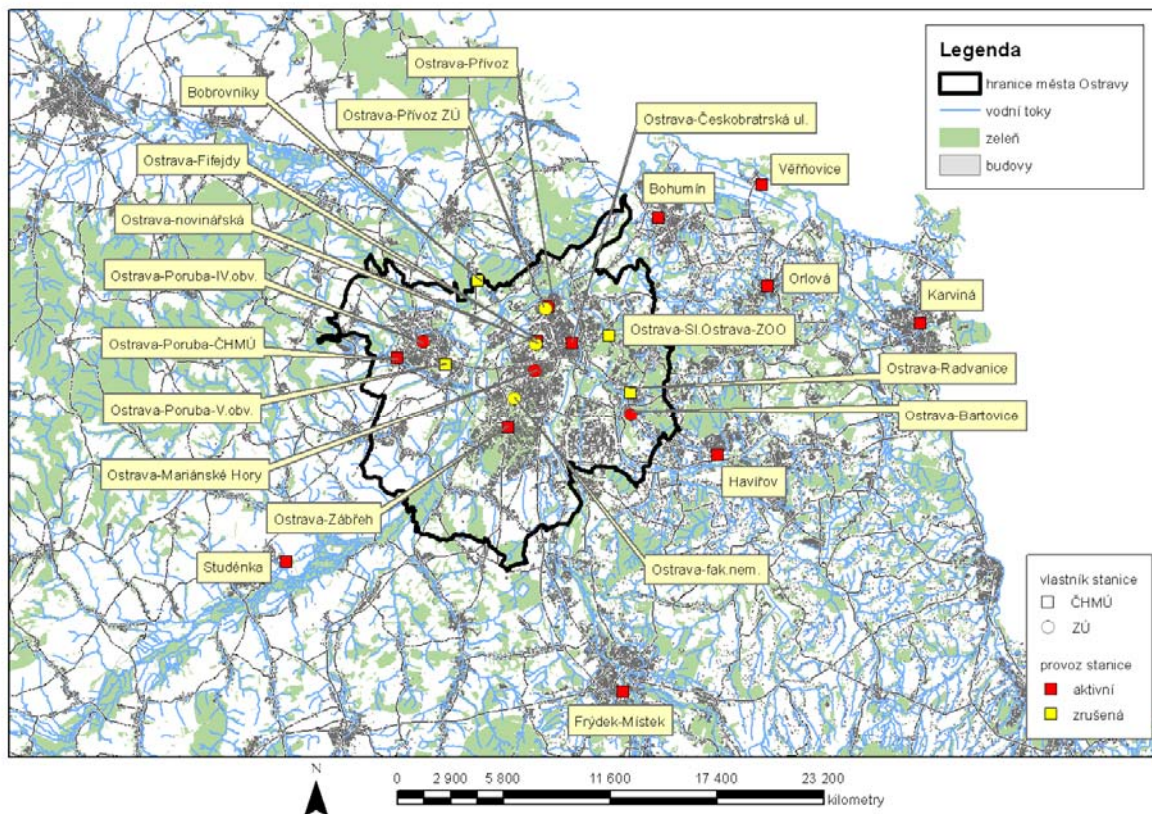 Ostrava-Přívoz
Bobrovníky
Ostrava-Přívoz ZÚ
Ostrava-Českobratrská ul.
Ostrava-Fifejdy
Věřňovice
Bohumín
Ostrava-novinářská
Ostrava-Poruba-IV.obv.
Orlová
Karviná
Ostrava-Sl.Ostrava-ZOO
Ostrava-Poruba-ČHMÚ
Ostrava-Radvanice
Ostrava-Poruba-V.obv.
Ostrava-Bartovice
Ostrava-Mariánské Hory
Havířov
Ostrava-Zábřeh
Studénka
Ostrava-fak.nem.
Frýdek-Místek
Legenda
hranice města Ostravy
vodní toky
zeleň
budovy
vlastník stanice
ČHMÚ
ZÚ
provoz stanice
aktivní
zrušená
N
0 2 900 5 800 11 600 17 400 23 200
kilometry